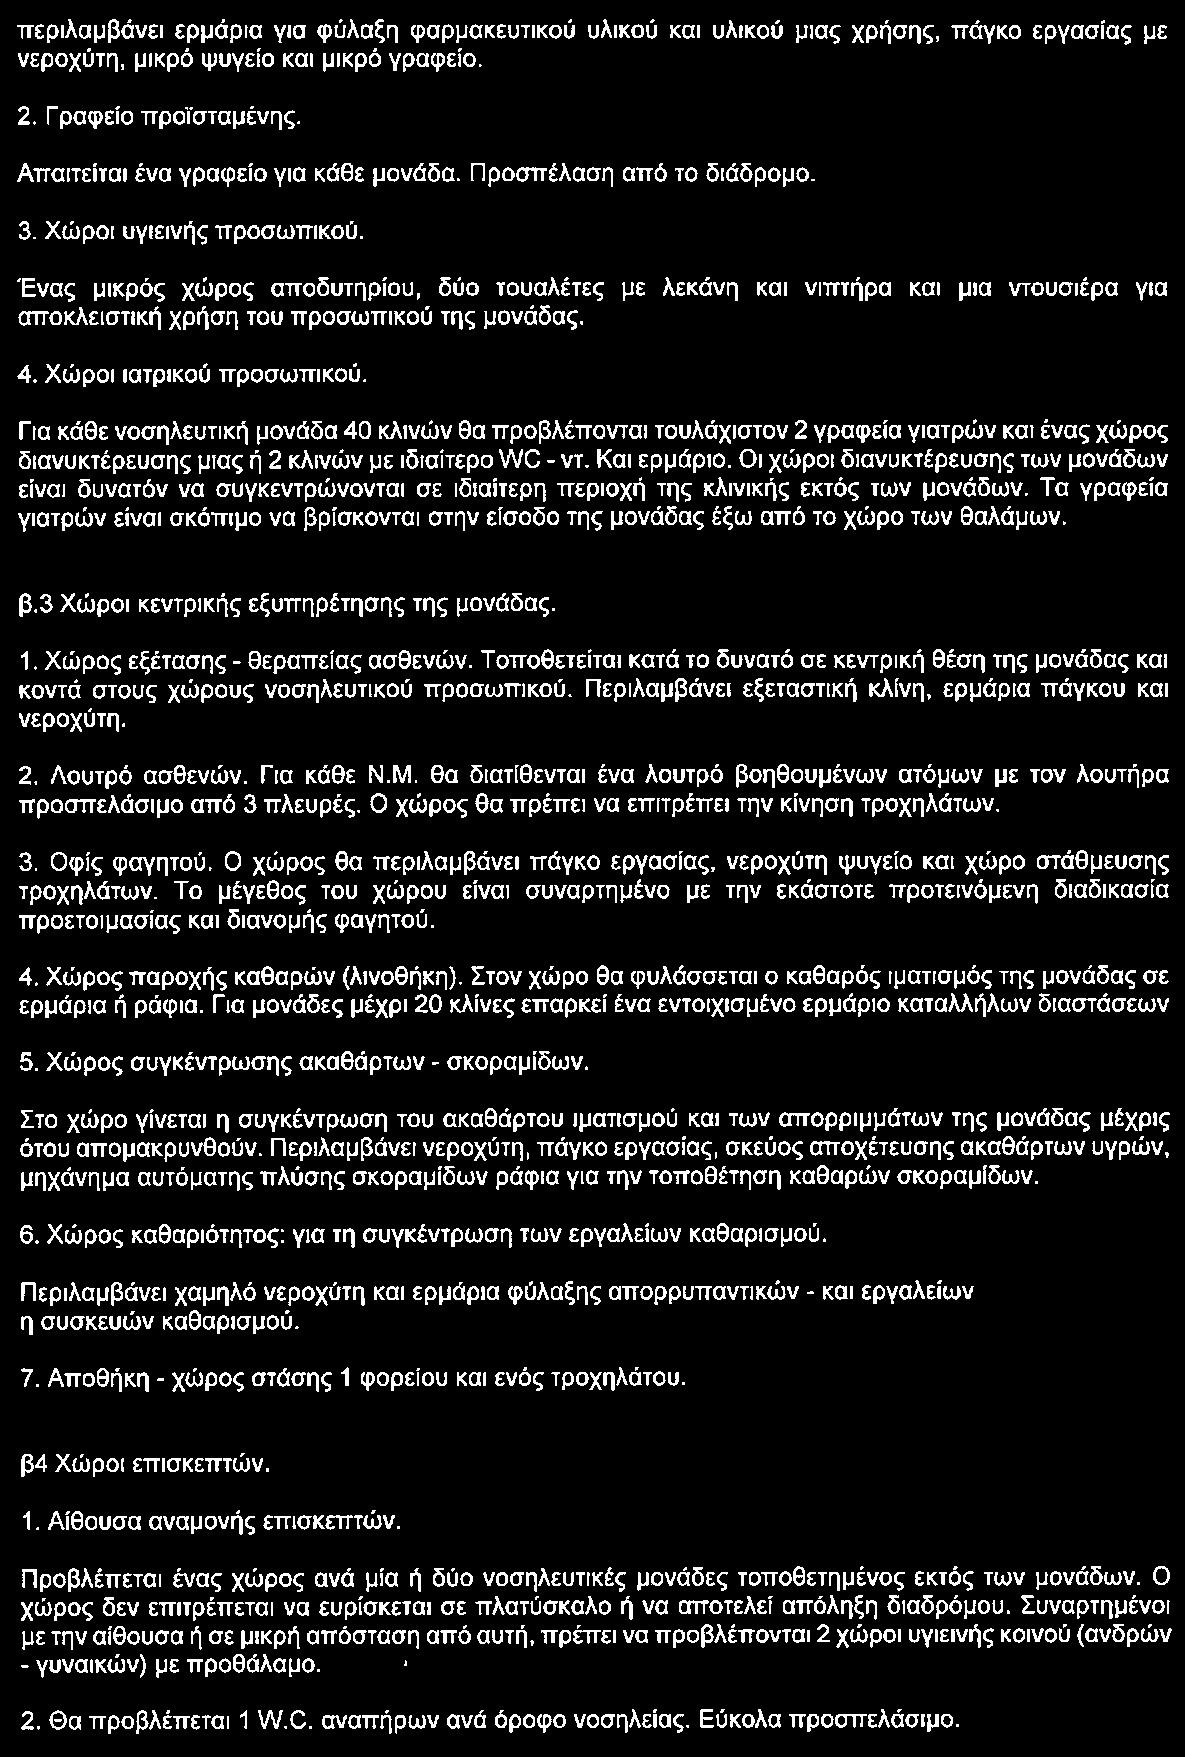 περιλαμβάνει ερμάρια για φύλαξη φαρμακευτικού υλικού και υλικού μιας χρήσης, πάγκο εργασίας με
νεροχύτη, μικρό ψυγείο και μικρό γραφείο.
2. Γραφείο προϊσταμένης.
Απαιτείται ένα γραφείο για κάθε μονάδα. Προσπέλαση από το διάδρομο.
3. Χώροι υγιεινής προσωπικού.
Ένας μικρός χώρος αποδυτηρίου, δύο τουαλέτες με λεκάνη και νιπτήρα και μια ντουσιέρα για
αποκλειστική χρήση του προσωπικού της μονάδας.
4. Χώροι ιατρικού προσωπικού.
Για κάθε νοσηλευτική μονάδα 40 κλινών θα προβλέπονται τουλάχιστον 2 γραφεία γιατρών και ένας χώρος
διανυκτέρευσης μιας ή 2 κλινών με ιδιαίτερο WC - ντ. Και ερμάριο. Οι χώροι διανυκτέρευσης των μονάδων
είναι δυνατόν να συγκεντρώνονται σε ιδιαίτερη περιοχή της κλινικής εκτός των μονάδων. Τα γραφεία
γιατρών είναι σκόπιμο να βρίσκονται στην είσοδο της μονάδας έξω από το χώρο των θαλάμων.
β.3 Χώροι κεντρικής εξυπηρέτησης της μονάδας.
1. Χώρος εξέτασης - θεραπείας ασθενών. Τοποθετείται κατά το δυνατό σε κεντρική θέση της μονάδας και
κοντά στους χώρους νοσηλευτικού προσωπικού. Περιλαμβάνει εξεταστική κλίνη, ερμάρια πάγκου και
νεροχύτη.
2. Λουτρό ασθενών. Για κάθε Ν.Μ. θα διατίθενται ένα λουτρό βοηθουμένων ατόμων με τον λουτήρα
προσπελάσιμο από 3 πλευρές. Ο χώρος θα πρέπει να επιτρέπει την κίνηση τροχηλάτων.
3. Οφίς φαγητού. Ο χώρος θα περιλαμβάνει πάγκο εργασίας, νεροχύτη ψυγείο και χώρο στάθμευσης
τροχηλάτων. Το μέγεθος του χώρου είναι συναρτημένο με την εκάστοτε προτεινόμενη διαδικασία
προετοιμασίας και διανομής φαγητού.
4. Χώρος παροχής καθαρών (λινοθήκη). Στον χώρο θα φυλάσσεται ο καθαρός ιματισμός της μονάδας σε
ερμάρια ή ράφια. Για μονάδες μέχρι 20 κλίνες επαρκεί ένα εντοιχισμένο ερμάριο καταλλήλων διαστάσεων
5. Χώρος συγκέντρωσης ακαθάρτων - σκοραμίδων.
Στο χώρο γίνεται η συγκέντρωση του ακαθάρτου ιματισμού και των απορριμμάτων της μονάδας μέχρις
ότου απομακρυνθούν. Περιλαμβάνει νεροχύτη, πάγκο εργασίας, σκεύος αποχέτευσης ακαθάρτων υγρών,
μηχάνημα αυτόματης πλύσης σκοραμίδων ράφια για την τοποθέτηση καθαρών σκοραμίδων.
6. Χώρος καθαριότητος: για τη συγκέντρωση των εργαλείων καθαρισμού.
Περιλαμβάνει χαμηλό νεροχύτη και ερμάρια φύλαξης απορρυπαντικών - και εργαλείων
η συσκευών καθαρισμού.
7. Αποθήκη - χώρος στάσης 1 φορείου και ενός τροχηλάτου.
β4 Χώροι επισκεπτών.
1. Αίθουσα αναμονής επισκεπτών.
Προβλέπεται ένας χώρος ανά μία ή δύο νοσηλευτικές μονάδες τοποθετημένος εκτός των μονάδων. Ο
χώρος δεν επιτρέπεται να ευρίσκεται σε πλατύσκαλο ή να αποτελεί απόληξη διαδρόμου. Συναρτημένοι
με την αίθουσα ή σε μικρή απόσταση από αυτή, πρέπει να προβλέπονται 2 χώροι υγιεινής κοινού (ανδρών
- γυναικών) με προθάλαμο.
2. Θα προβλέπεται 1 W.C. αναπήρων ανά όροφο νοσηλείας. Εύκολα προσπελάσιμο.